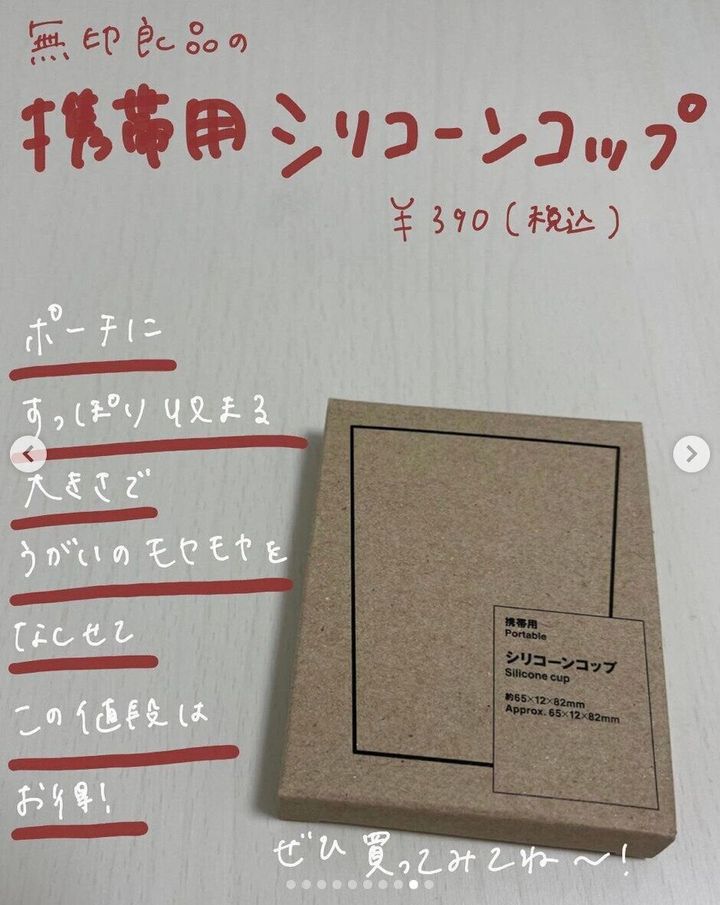 無印良品の
携帯用シリコーンコップ
¥390(税込)
ポーチに
すっぽり収まる
大きさで
うがいのモヤモヤを
なくせて
この値段は
お得!
携帯用
Portable
シリコーンコップ
Silicone cup
約65×12×82mm
Approx. 65×12×82mm
ぜひ買ってみてね〜!